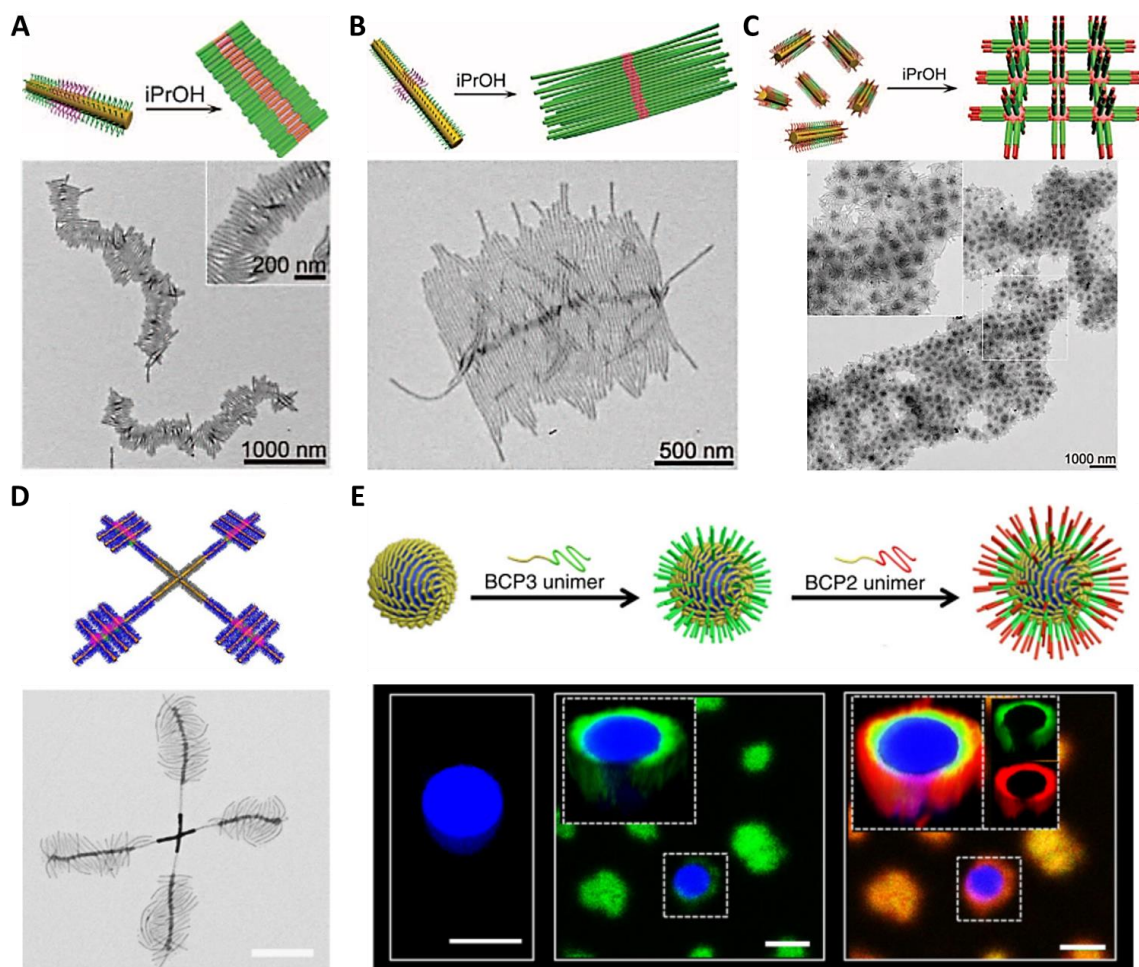 A
iPrOH
200 nm
1000 nm
B
iPrOH
500 nm
C
iPrOH
1000 nm
D
E
BCP3 unimer
BCP2 unimer